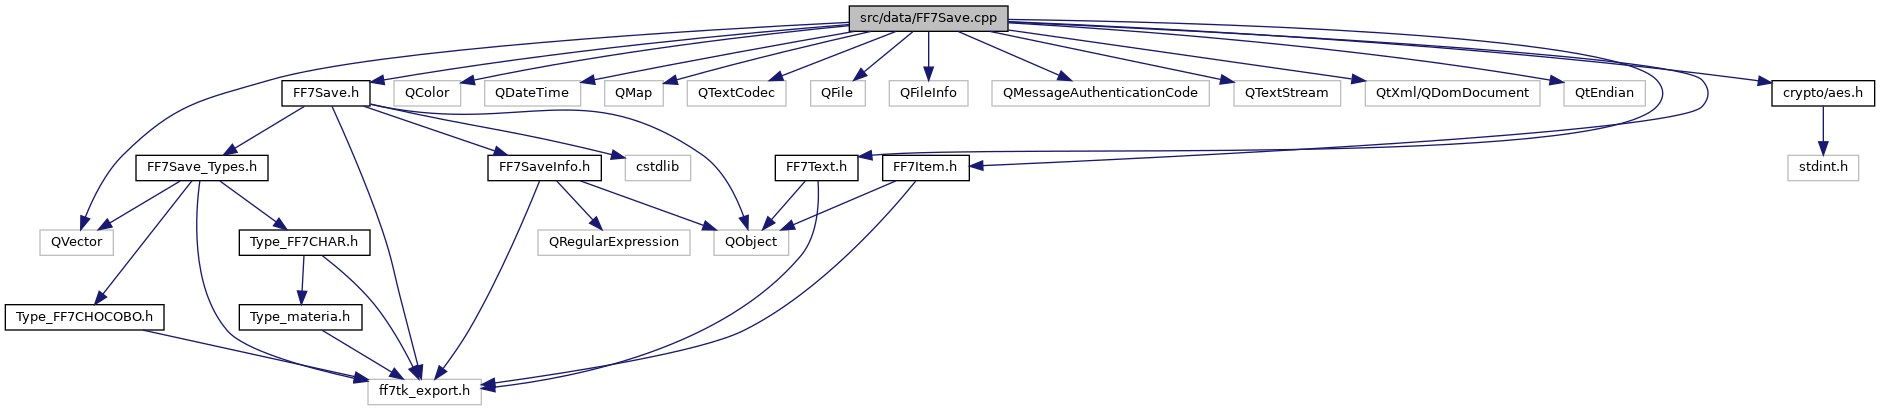 src/data/FF7Save.cpp
FF7Save.h
QColor
QDateTime
QMap
QTextCodec
QFile
QFileInfo
QMessageAuthenticationCode
QTextStream
QtXml/QDomDocument
QtEndian
crypto/aes.h
FF7Save_Types.h
FF7SaveInfo.h
cstdlib
FF7Text.h
FF7Item.h
stdint.h
QVector
Type_FF7CHAR.h
QRegularExpression
QObject
Type_FF7CHOCOBO.h
Type_materia.h
ff7tk_export.h